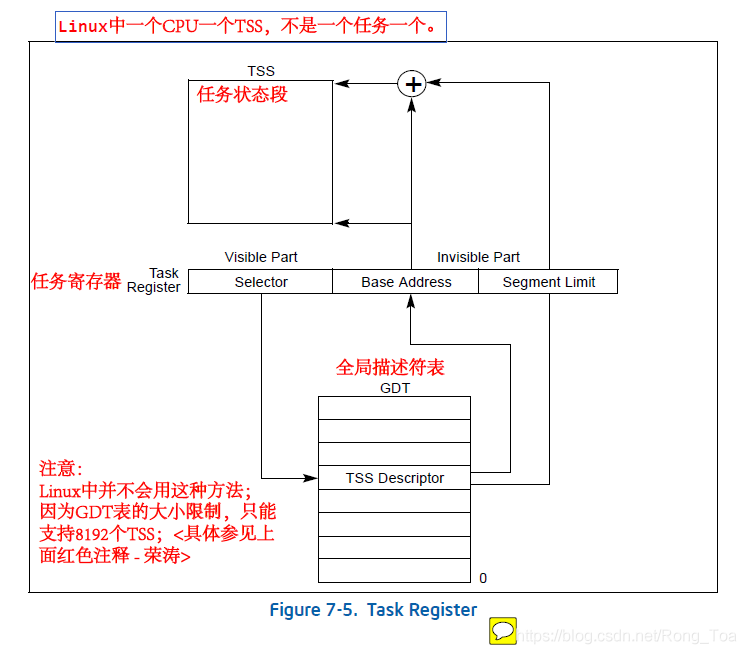 Linux中一个CPU一个TSS，不是一个任务一个。
TSS
任务状态段
+
Visible Part
Invisible Part
任务寄存器
Task
Register
Selector
Base Address
Segment Limit
全局描述符表
GDT
TSS Descriptor
0
注意：
Linux中并不会用这种方法；
因为GDT表的大小限制，只能
支持8192个TSS；<具体参见上
面红色注释 - 荣涛>
Figure 7-5. Task Register
https://blog.csdn.net/Rong_Toa